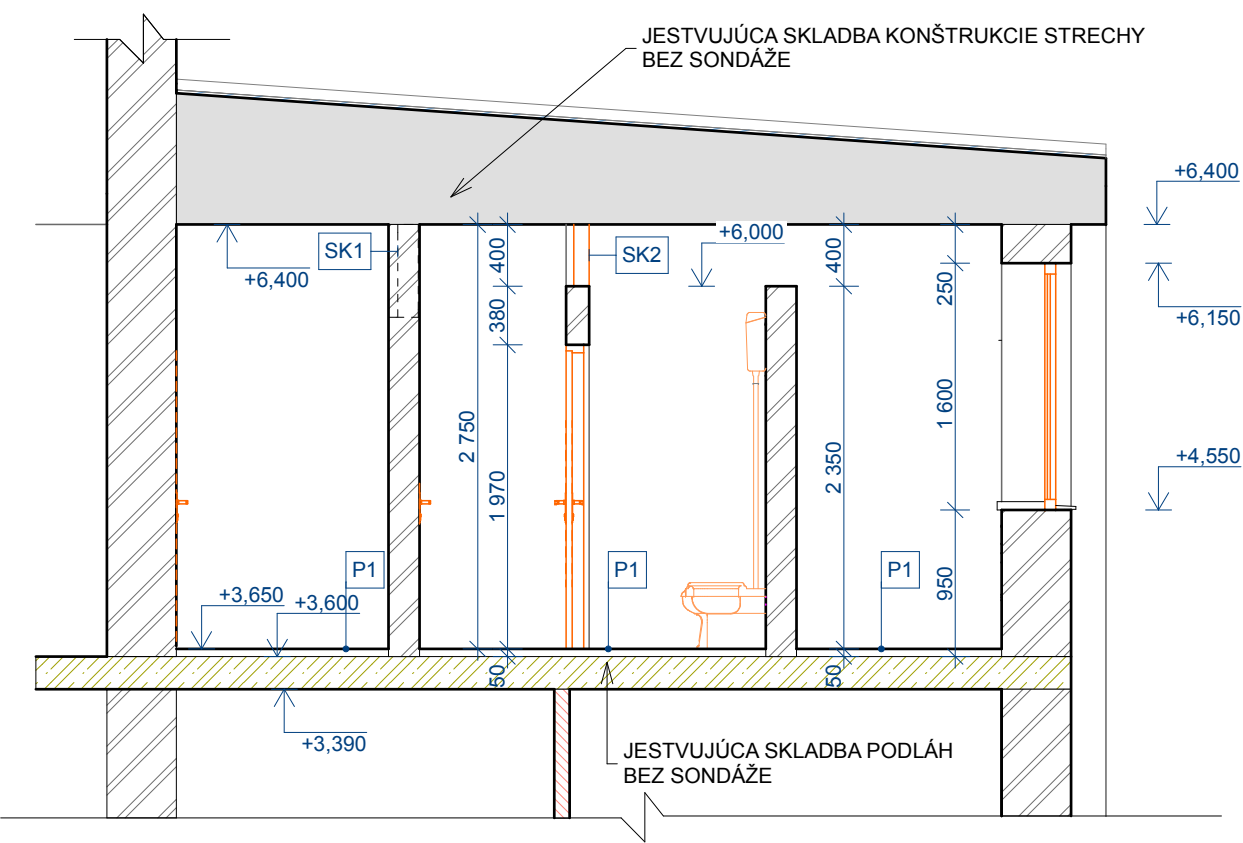 JESTVUJÚCA SKLADBA KONŠTRUKCIE STRECHY
BEZ SONDÁŽE
+6,400
SK1
+6,400
400
380
2 750
1 970
50
SK2
+6,000
400
2 350
50
250
1 600
950
+6,150
+4,550
P1
P1
P1
+3,650
+3,600
+3,390
JESTVUJÚCA SKLADBA PODLÁH
BEZ SONDÁŽE